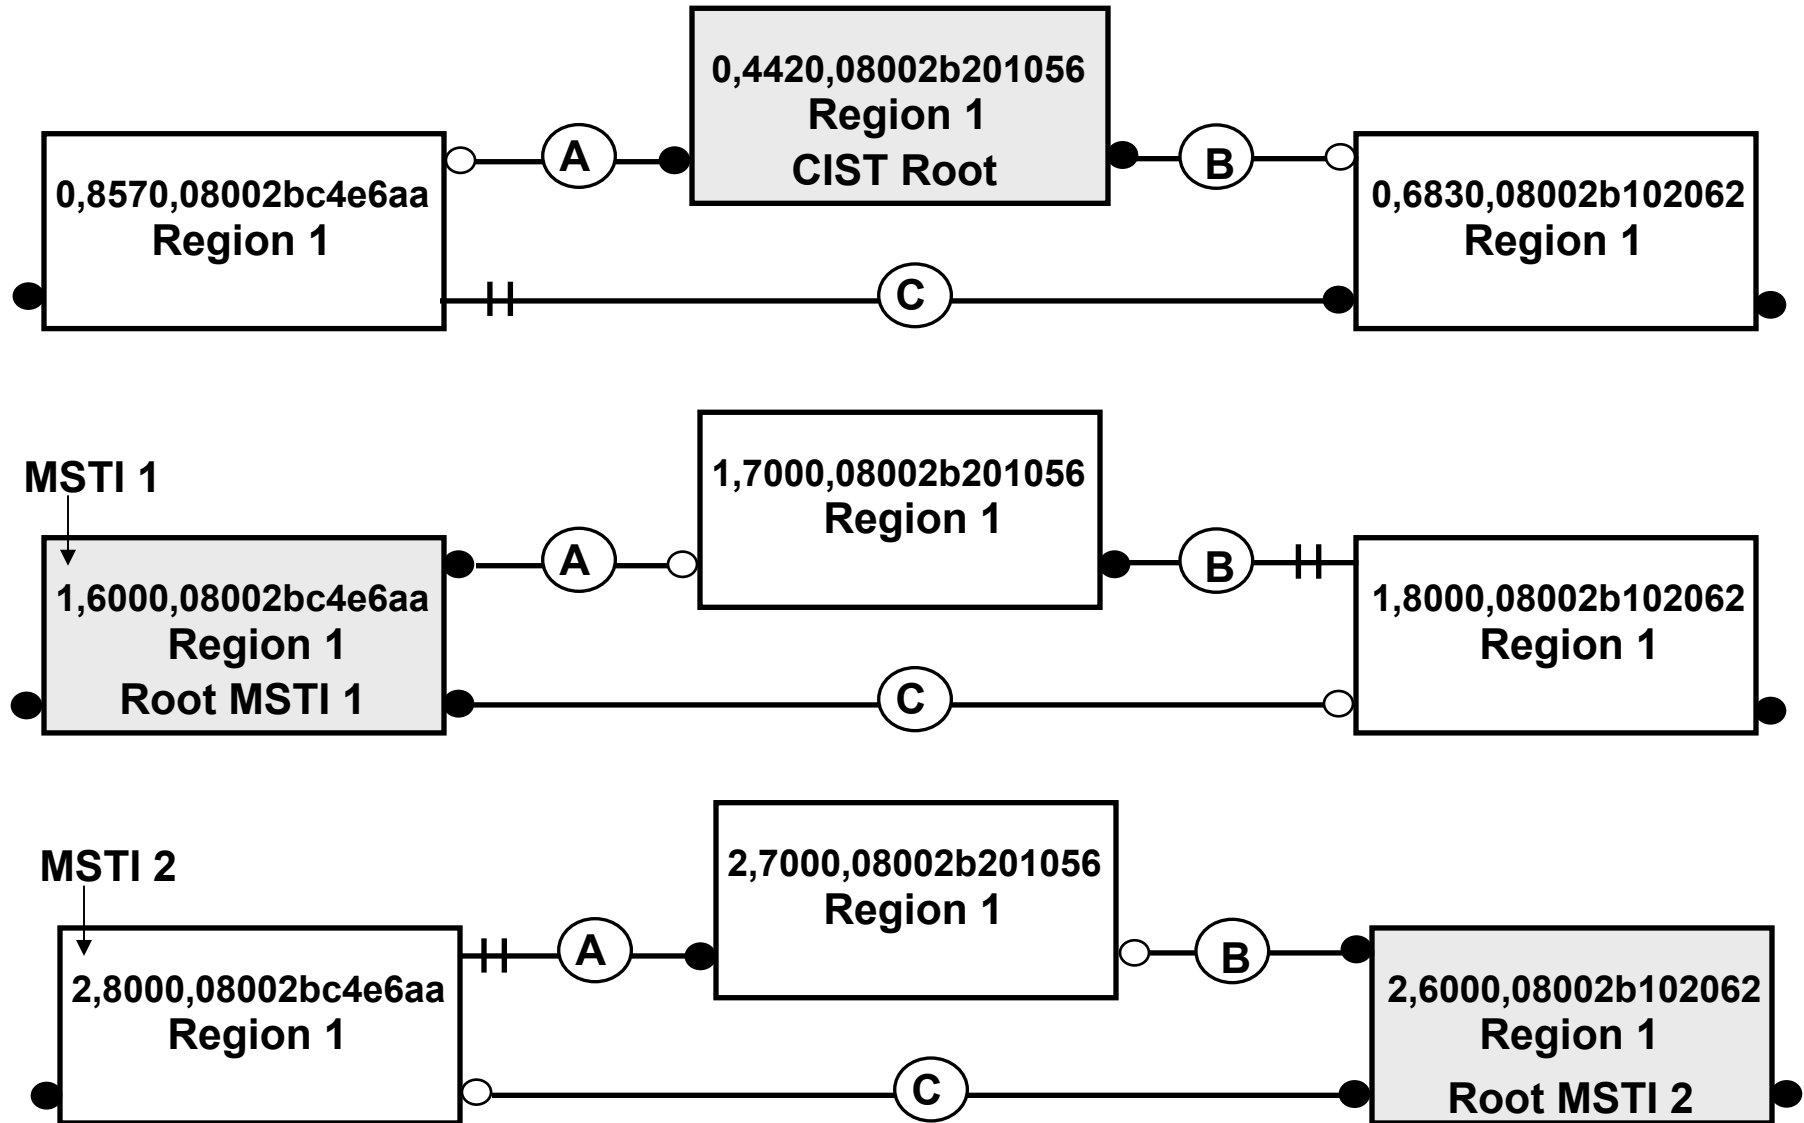 0,4420,08002b201056
Region 1
CIST Root
A
B
0,8570,08002bc4e6aa
Region 1
0,6830,08002b102062
Region 1
C
MSTI 1
1,7000,08002b201056
Region 1
A
B
1,6000,08002bc4e6aa
Region 1
Root MSTI 1
1,8000,08002b102062
Region 1
C
MSTI 2
2,7000,08002b201056
Region 1
A
B
2,8000,08002bc4e6aa
Region 1
2,6000,08002b102062
Region 1
Root MSTI 2
C